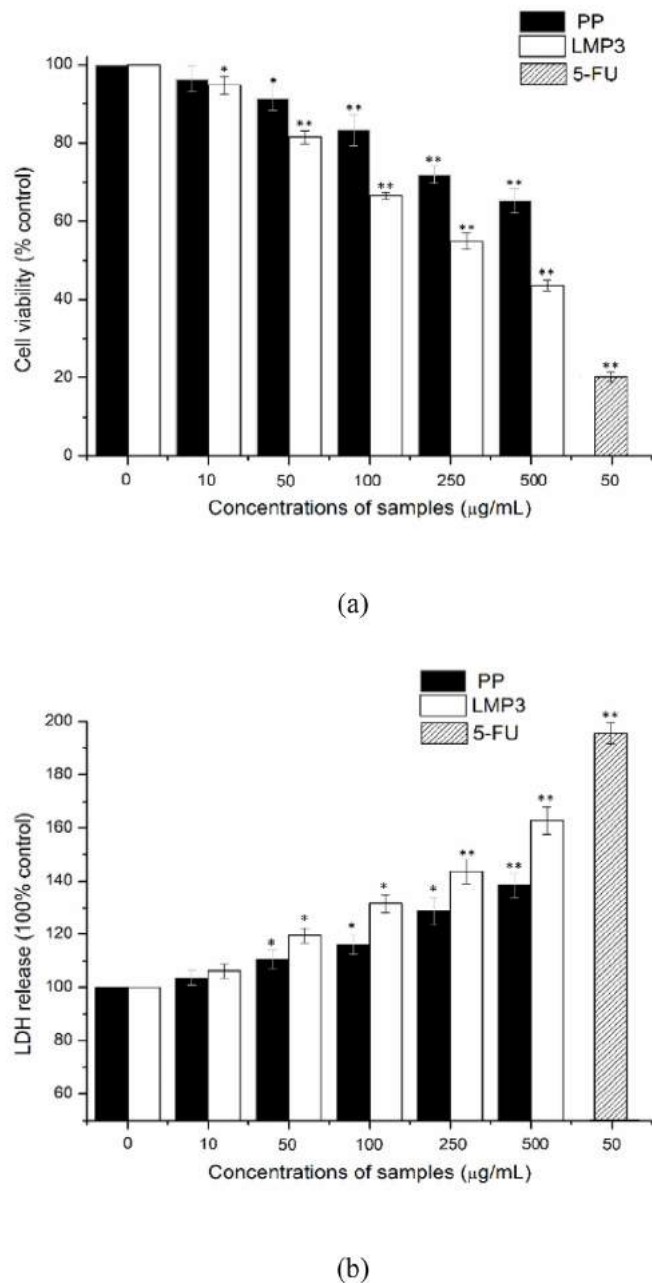 PP
LMP3
5-FU
Cell viability (% control)
100
80
60
40
20
0
*
*
**
**
**
**
**
**
**
**
0 10 50 100 250 500 50
Concentrations of samples (μg/mL)
(a)
PP
LMP3
5-FU
LDH release (100% control)
200
180
160
140
120
100
80
60
**
**
**
**
*
*
*
*
*
0 10 50 100 250 500 50
Concentrations of samples (μg/mL)
(b)